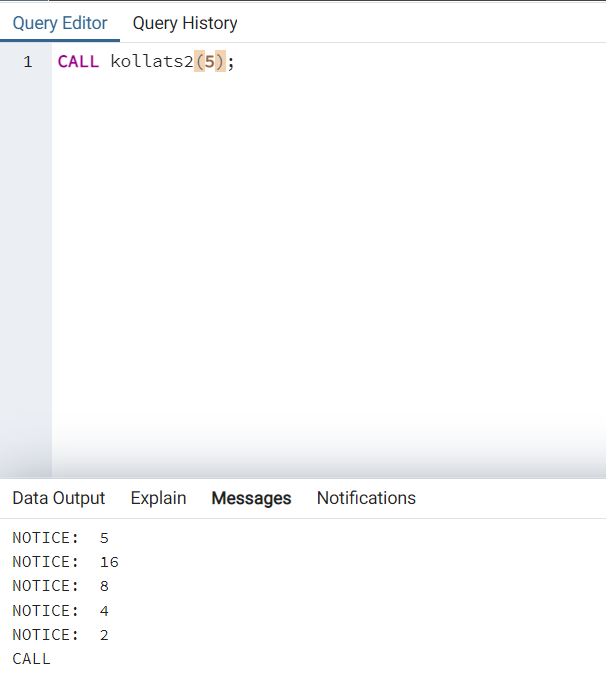 Query Editor Query History
1 CALL kollats2(5);
Data Output Explain Messages Notifications
NOTICE: 5
NOTICE: 16
NOTICE: 8
NOTICE: 4
NOTICE: 2
CALL